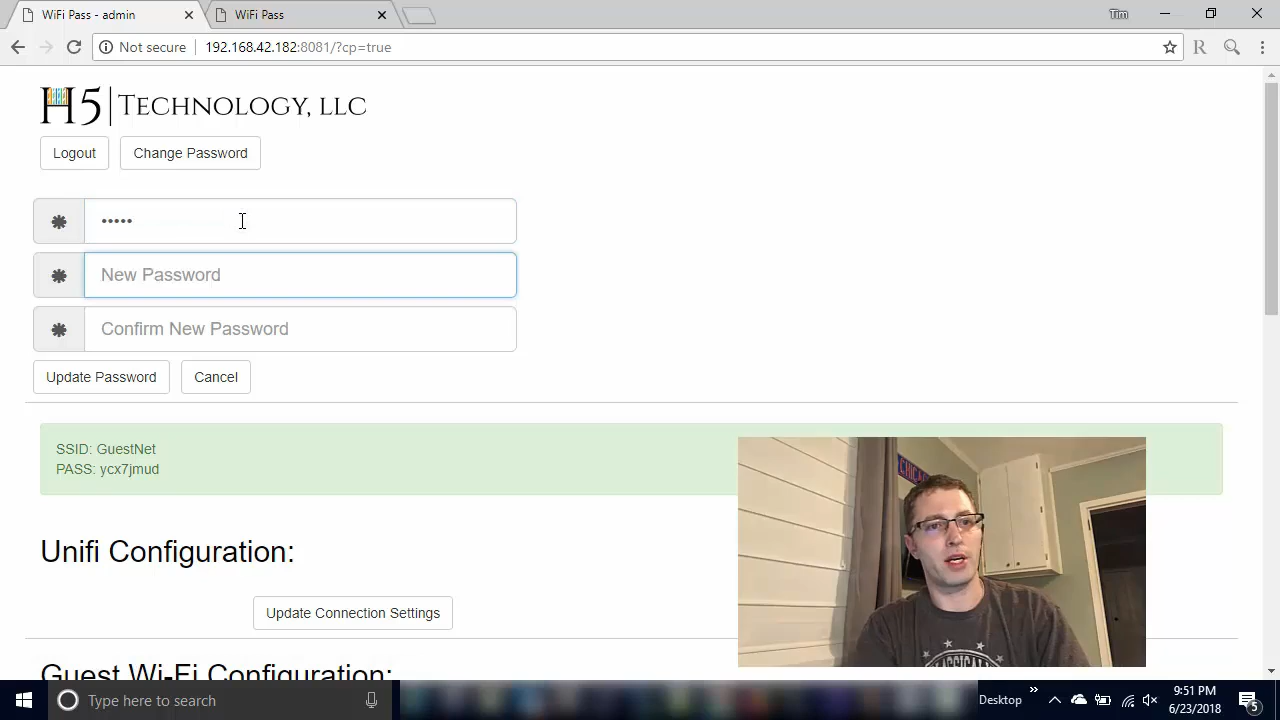 WiFi Pass - admin
WiFi Pass
Tim
Not secure
192.168.42.182:8081/?cp=true
H5 | TECHNOLOGY, LLC
Logout
Change Password
•••••
New Password
Confirm New Password
Update Password
Cancel
SSID: GuestNet
PASS: ycx7jmud
Unifi Configuration:
Update Connection Settings
Guest Wi-Fi Configuration:
CHICAG
Type here to search
Desktop
9:51 PM
6/23/2018
5